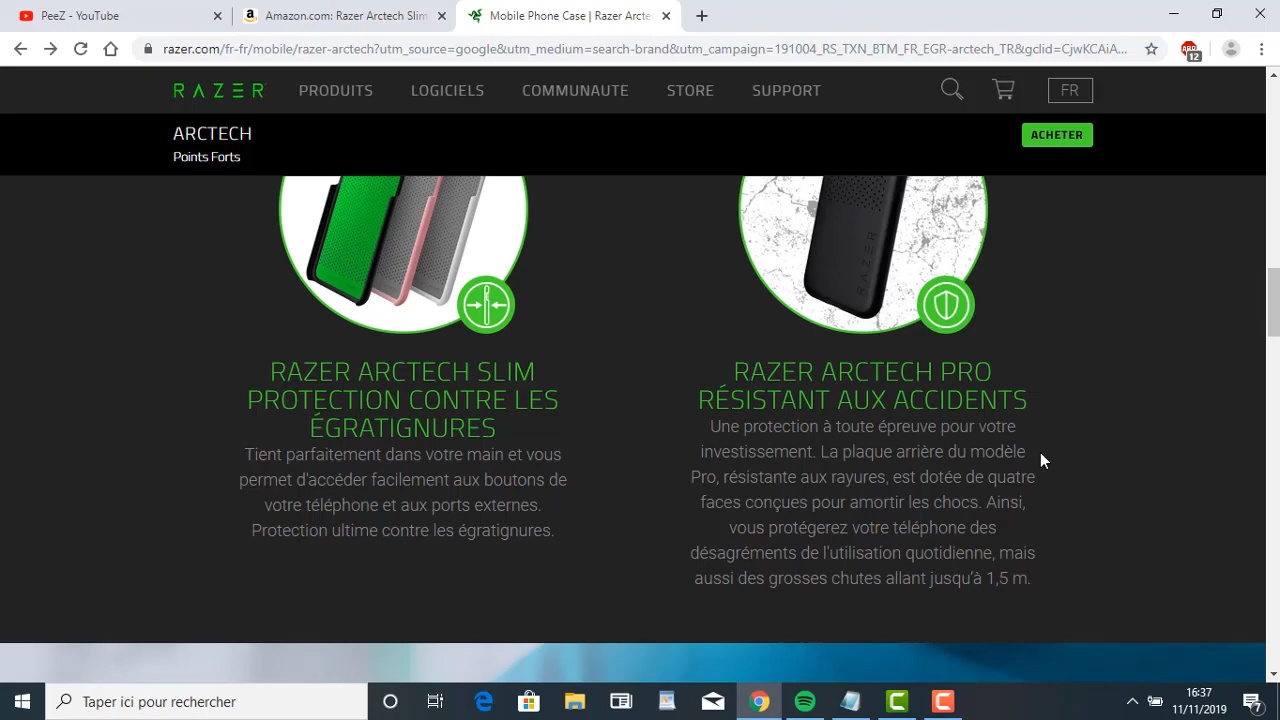 PeeZ - YouTube
Amazon.com: Razer Arctech Slim
Mobile Phone Case | Razer Arcte
razer.com/fr-fr/mobile/razer-arctech?utm_source=google&utm_medium=search-brand&utm_campaign=191004_RS_TXN_BTM_FR_EGR-arctech_TR&gclid=CjwKCAiA...
12
RAZER
PRODUITS
LOGICIELS
COMMUNAUTE
STORE
SUPPORT
FR
ARCTECH
Points Forts
ACHETER
RAZER
RAZER ARCTECH SLIM
PROTECTION CONTRE LES
ÉGRATIGNURES
Tient parfaitement dans votre main et vous
permet d'accéder facilement aux boutons de
votre téléphone et aux ports externes.
Protection ultime contre les égratignures.
RAZER ARCTECH PRO
RÉSISTANT AUX ACCIDENTS
Une protection à toute épreuve pour votre
investissement. La plaque arrière du modèle
Pro, résistante aux rayures, est dotée de quatre
faces conçues pour amortir les chocs. Ainsi,
vous protégerez votre téléphone des
désagréments de l'utilisation quotidienne, mais
aussi des grosses chutes allant jusqu'à 1,5 m.
Taper ici pour rechercher
16:37
11/11/2019
7